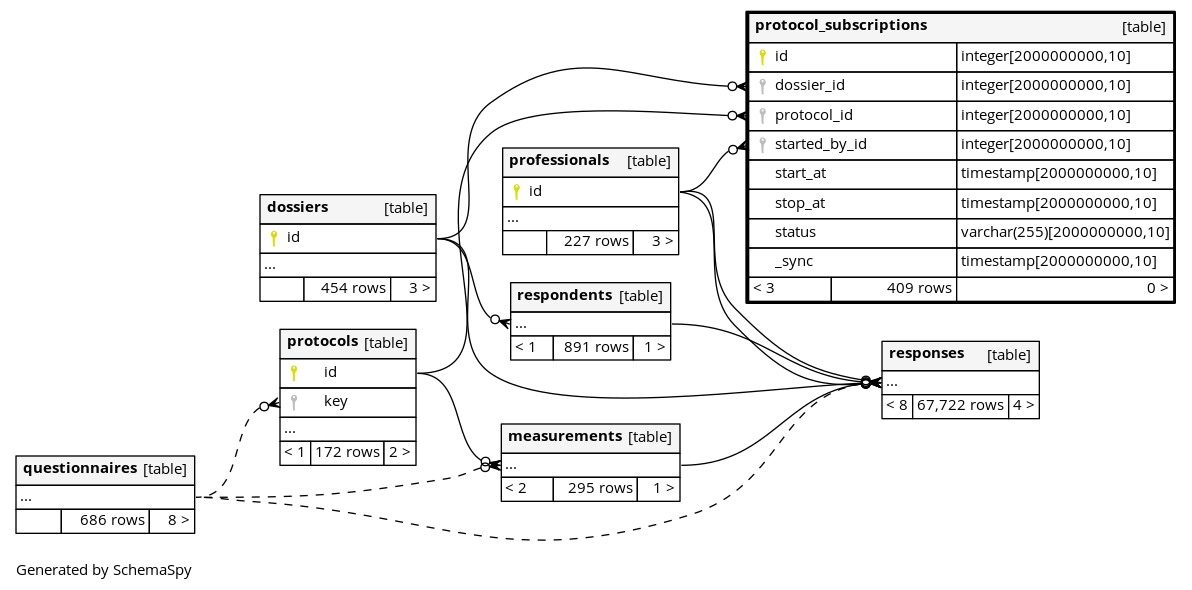 protocol_subscriptions [table]
id integer[2000000000,10]
dossier_id integer[2000000000,10]
protocol_id integer[2000000000,10]
started_by_id integer[2000000000,10]
start_at timestamp[2000000000,10]
stop_at timestamp[2000000000,10]
status varchar(255)[2000000000,10]
_sync timestamp[2000000000,10]
< 3 409 rows 0 >
professionals [table]
id
...
227 rows 3 >
dossiers [table]
id
...
454 rows 3 >
respondents [table]
...
< 1 891 rows 1 >
protocols [table]
id
key
...
< 1 172 rows 2 >
responses [table]
...
< 8 67,722 rows 4 >
measurements [table]
...
< 2 295 rows 1 >
questionnaires [table]
...
686 rows 8 >
Generated by SchemaSpy